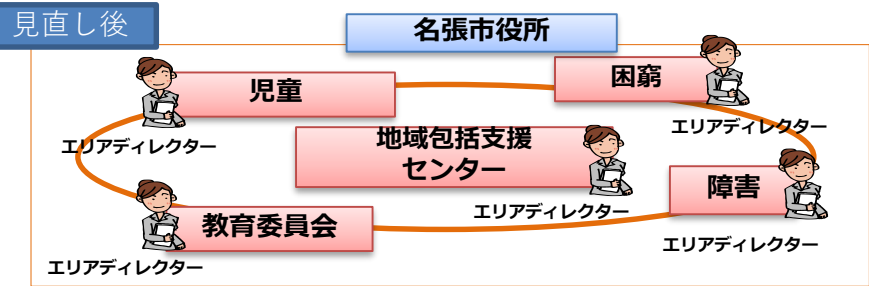 見直し後
名張市役所
児童
困窮
エリアディレクター
エリアディレクター
地域包括支援
センター
障害
エリアディレクター
教育委員会
エリアディレクター
エリアディレクター